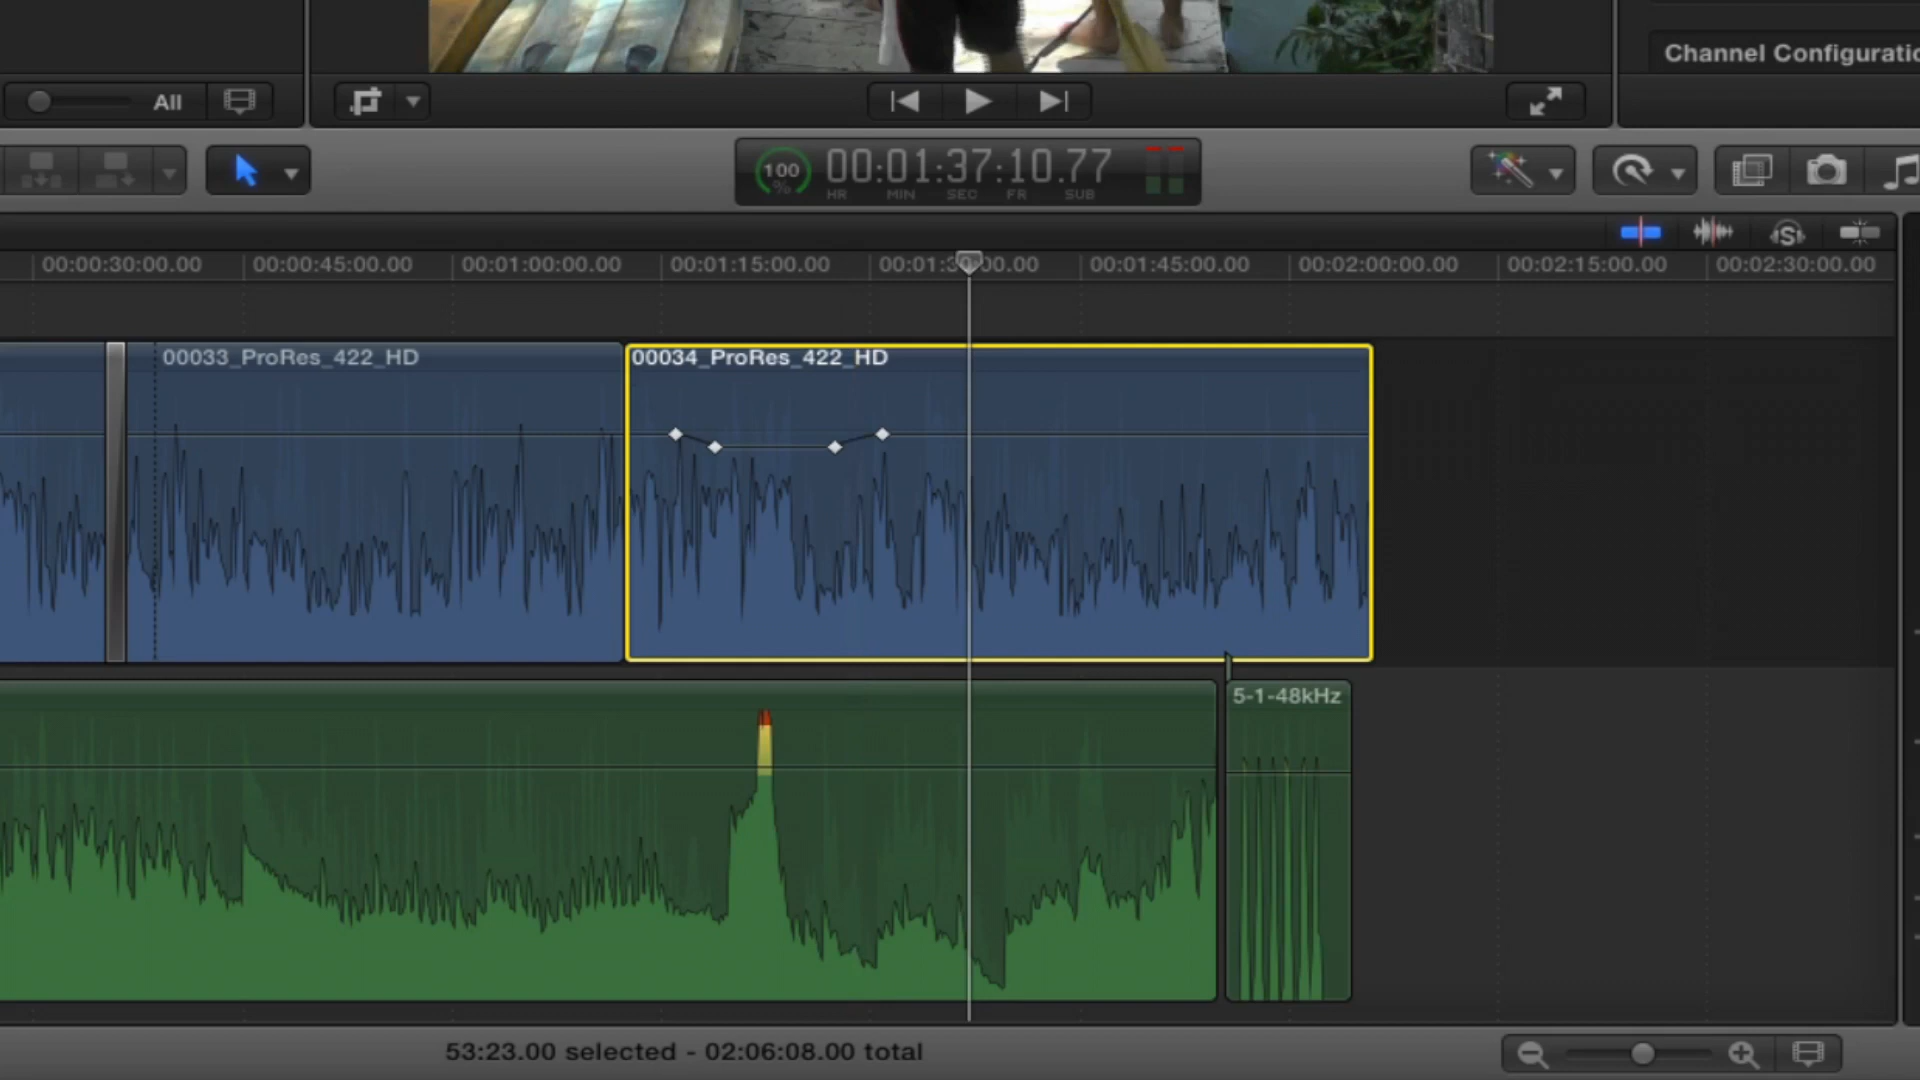 Channel Configuratio
All
100
%
00:01:37:10.77
HR MIN SEC FR SUB
00:00:30:00.00 00:00:45:00.00 00:01:00:00.00 00:01:15:00.00 00:01:3 00.00 00:01:45:00.00 00:02:00:00.00 00:02:15:00.00 00:02:30:00.00
00033_ProRes_422_HD 00034_ProRes_422_HD
5-1-48kHz
53:23.00 selected - 02:06:08.00 total